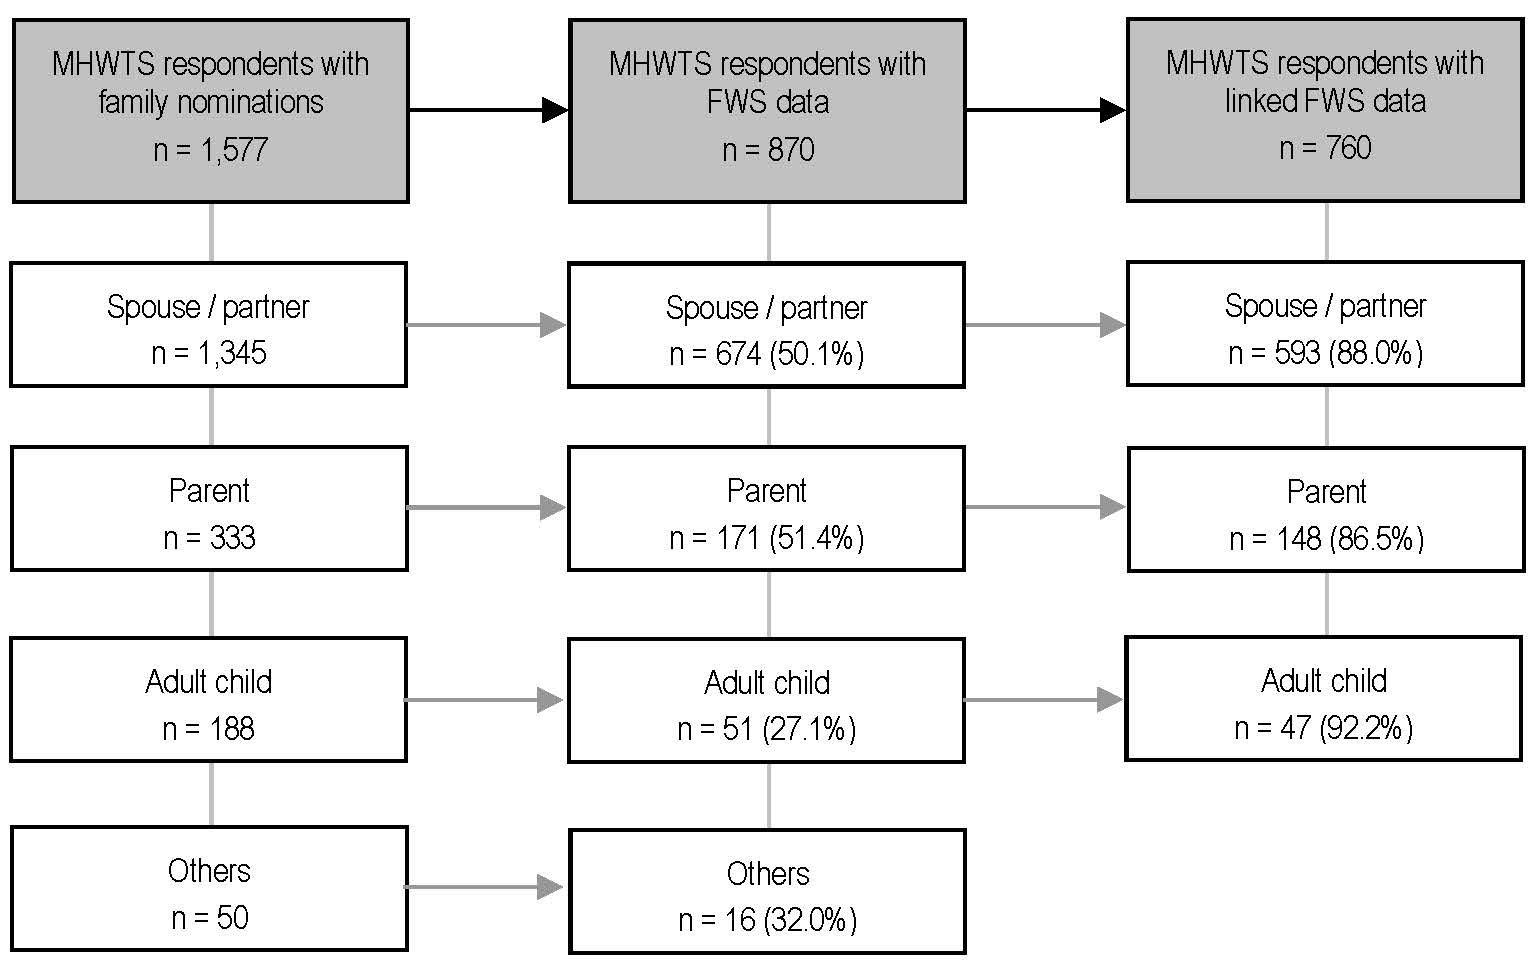 MHWTS respondents with
family nominations
n = 1,577
MHWTS respondents with
FWS data
n = 870
MHWTS respondents with
linked FWS data
n = 760
Spouse / partner
n = 1,345
Spouse / partner
n = 674 (50.1%)
Spouse / partner
n = 593 (88.0%)
Parent
n = 333
Parent
n = 171 (51.4%)
Parent
n = 148 (86.5%)
Adult child
n = 188
Adult child
n = 51 (27.1%)
Adult child
n = 47 (92.2%)
Others
n = 50
Others
n = 16 (32.0%)